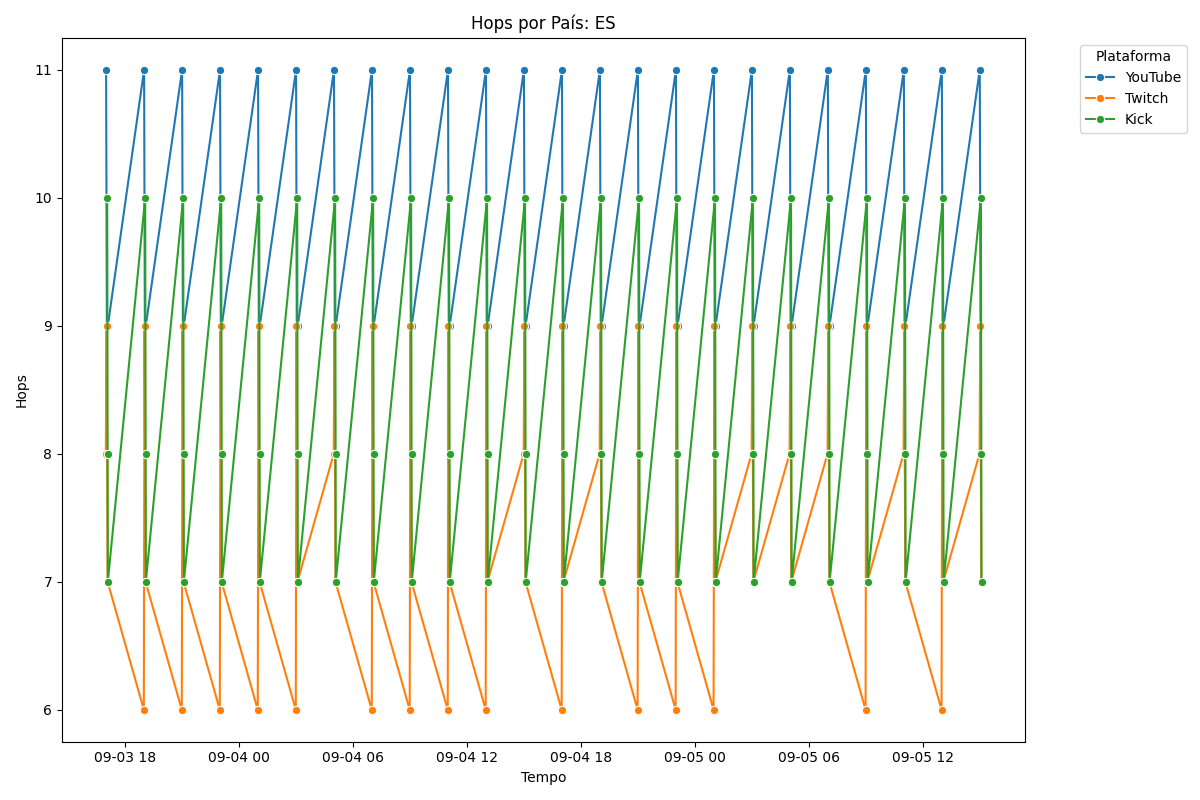 Hops por País: ES
Plataforma
YouTube
Twitch
Kick
Hops
11
10
9
8
7
6
09-03 18
09-04 00
09-04 06
09-04 12
09-04 18
09-05 00
09-05 06
09-05 12
Tempo